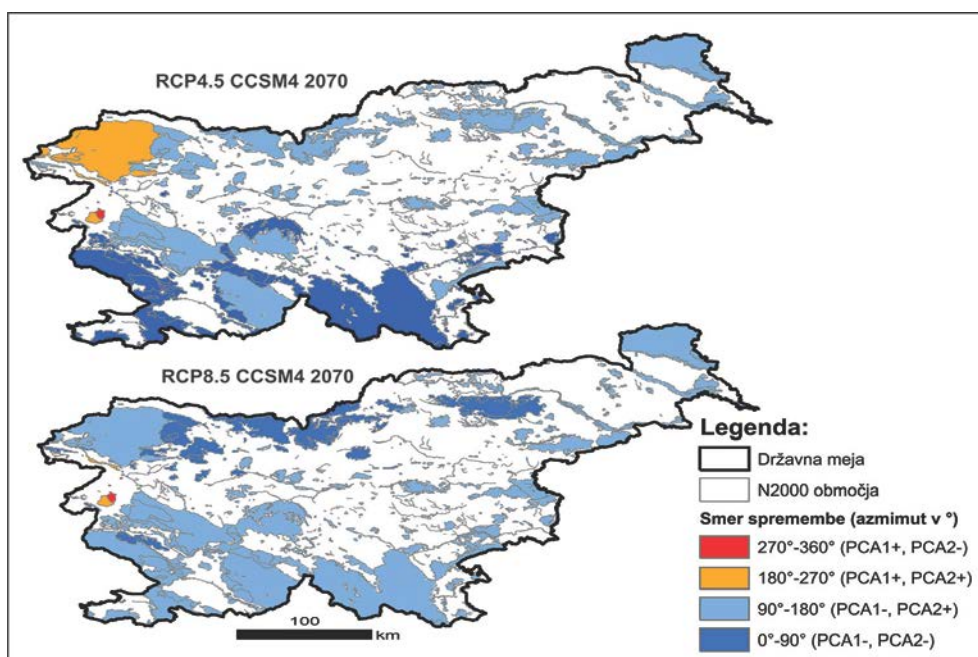 RCP4.5 CCSM4 2070
RCP8.5 CCSM4 2070
100
km
Legenda:
Državna meja
N2000 območja
Smer spremembe (azmimut v °)
270°-360° (PCA1+, PCA2-)
180°-270° (PCA1+, PCA2+)
90°-180° (PCA1-, PCA2+)
0°-90° (PCA1-, PCA2-)